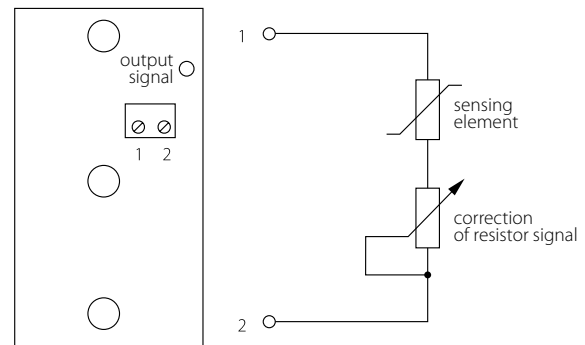 output
signal
1 2
1
sensing
element
correction
of resistor signal
2